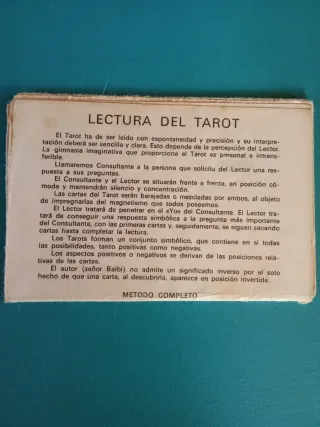 LECTURA DEL TAROT
El Tarot ha de ser leído con espontaneidad y precisión y su interpre-
tación deberá ser sencilla y clara. Esto depende de la percepción del Lector.
La gimnasia imaginativa que proporciona el Tarot es personal e intrans-
ferible.
Llamaremos Consultante a la persona que solicita del Lector una res-
puesta a sus preguntas.
El Consultante y el Lector se situarán frente a frente, en posición có-
moda y mantendrán silencio y concentración.
Las cartas del Tarot serán barajadas o mezcladas por ambos, al objeto
de impregnarlas del magnetismo que todos poseemos.
El Lector tratará de penetrar en el «Yo» del Consultante. El Lector tra-
tará de conseguir una respuesta simbólica a la pregunta más importante
del Consultante, con las primeras cartas y, seguidamente, se siguen sacando
cartas hasta completar la lectura.
Los Tarots forman un conjunto simbólico, que contiene en sí todas
las posibilidades, tanto positivas como negativas.
Los aspectos positivos o negativos se derivan de las posiciones rela-
tivas de las cartas.
El autor (señor Balbi) no admite un significado inverso por el solo
hecho de que una carta, al descubrirla, aparezca en posición invertida.
METODO COMPLETO